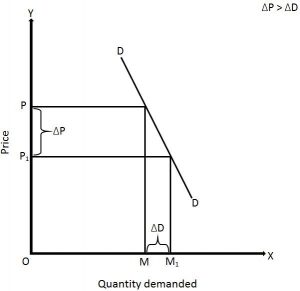 Y
ΔP > ΔD
D
P
ΔP
Price
P1
D
ΔD
O
M
M1
X
Quantity demanded